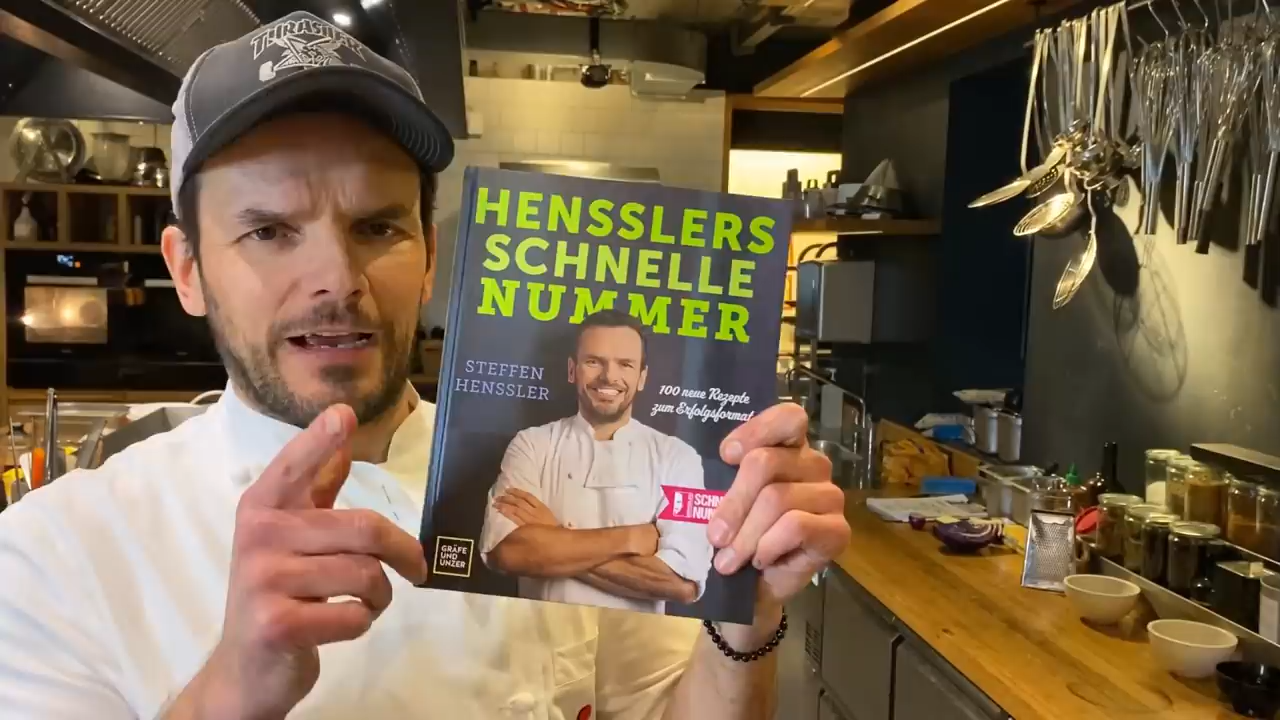 THRASHER
HENSSLERS
SCHNELLE
NUMMER
STEFFEN
HENSSLER
100 neue Rezepte
zum Erfolgsformat
GRÄFE
UND
UNZER